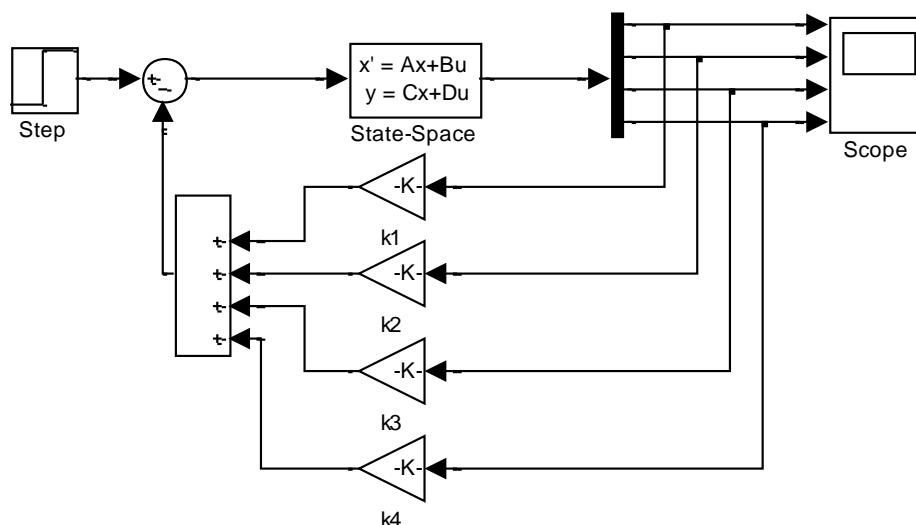 Step
+
-
x' = Ax+Bu
y = Cx+Du
State-Space
Scope
-K-
k1
-K-
k2
-K-
k3
-K-
k4
+
+
+
+